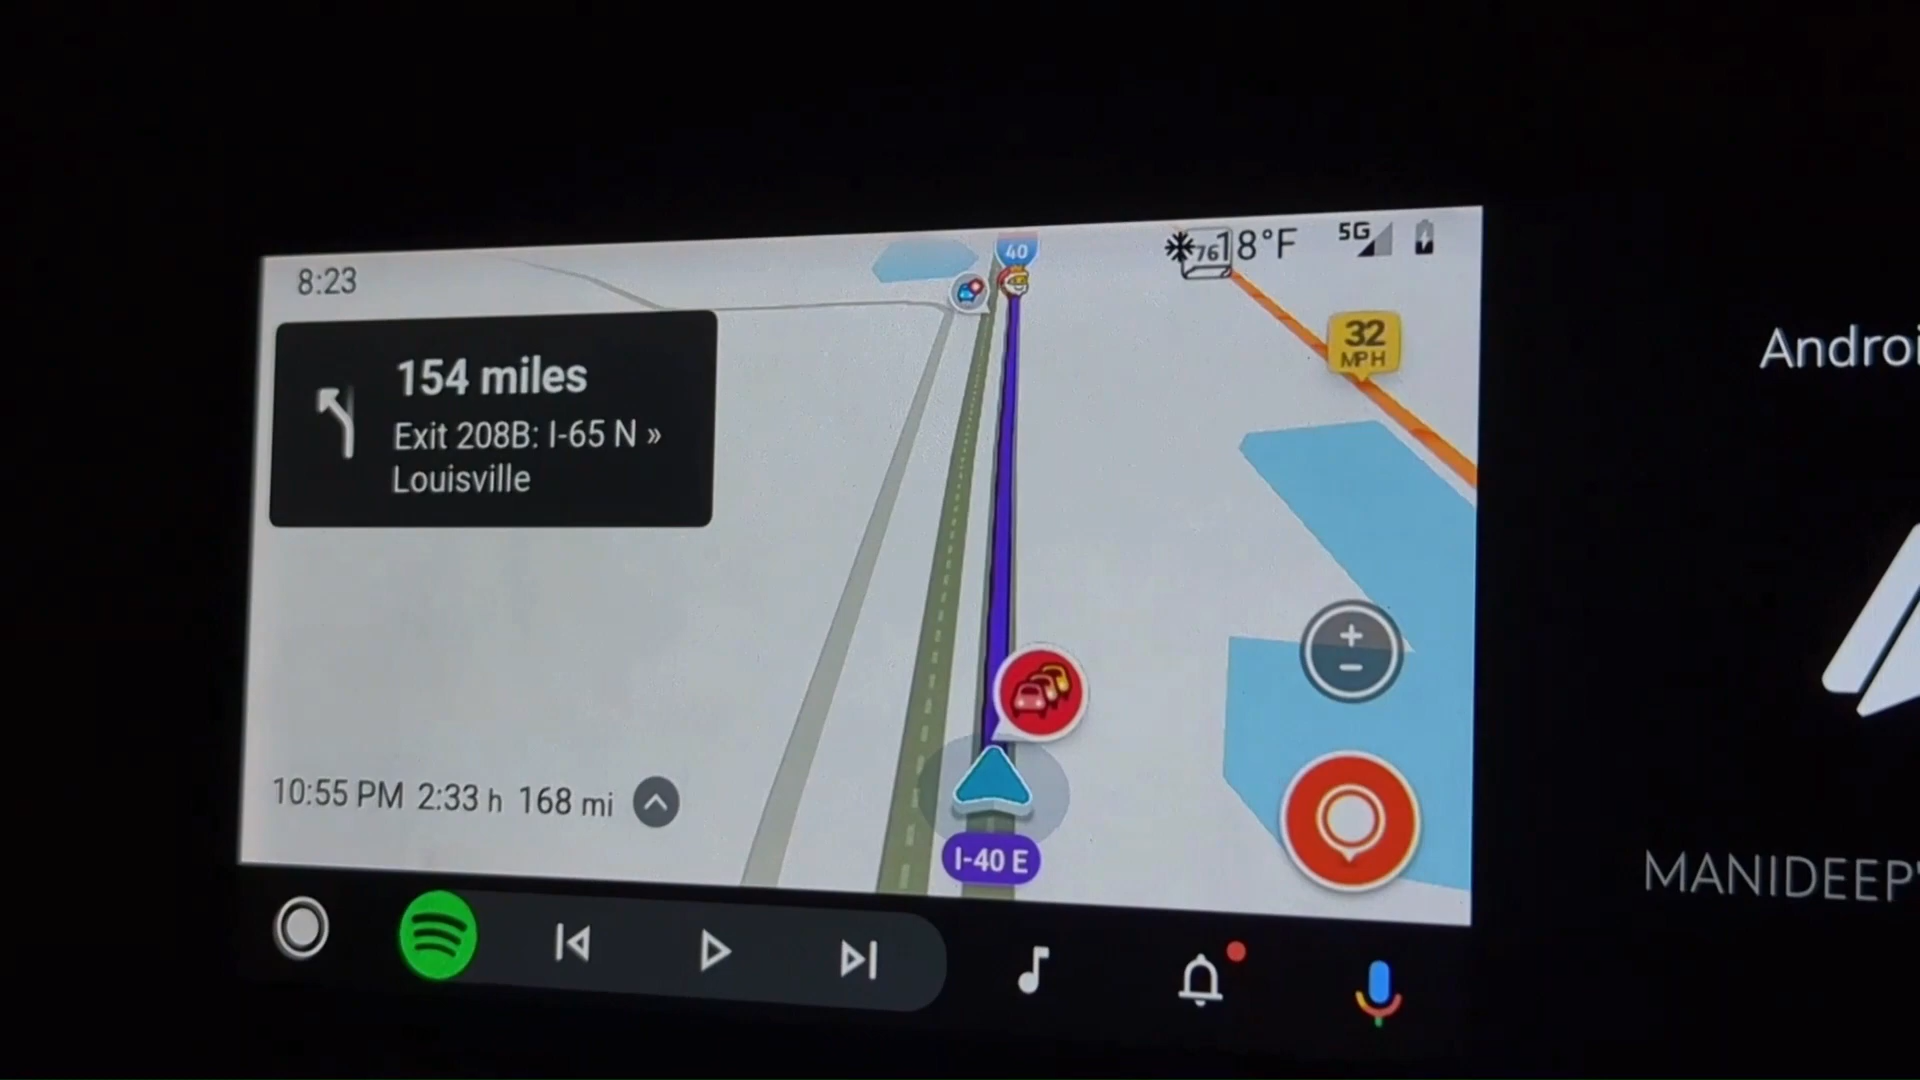 8:23
40
76
18°F
5G
32
MPH
154 miles
Exit 208B: I-65 N »
Louisville
10:55 PM 2:33 h 168 mi
I-40 E
Androi
MANIDEEP'